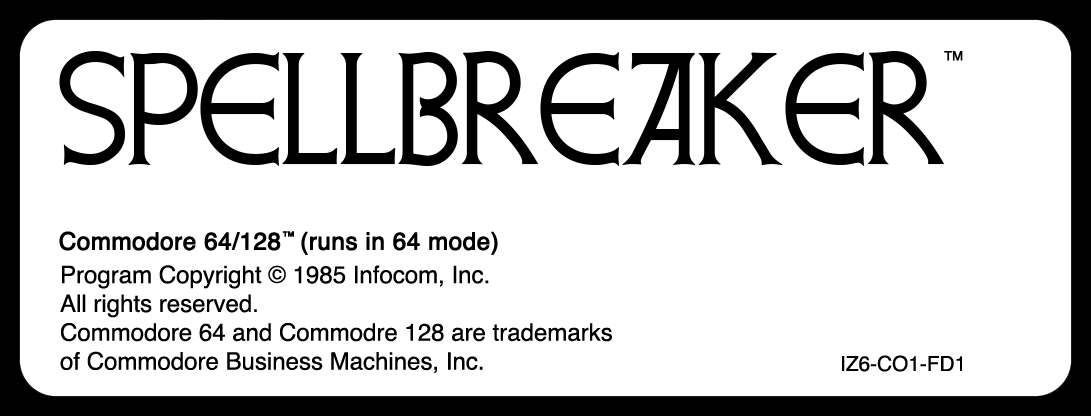 SPELLBREAKER™
Commodore 64/128™ (runs in 64 mode)
Program Copyright © 1985 Infocom, Inc.
All rights reserved.
Commodore 64 and Commodre 128 are trademarks
of Commodore Business Machines, Inc.
IZ6-CO1-FD1